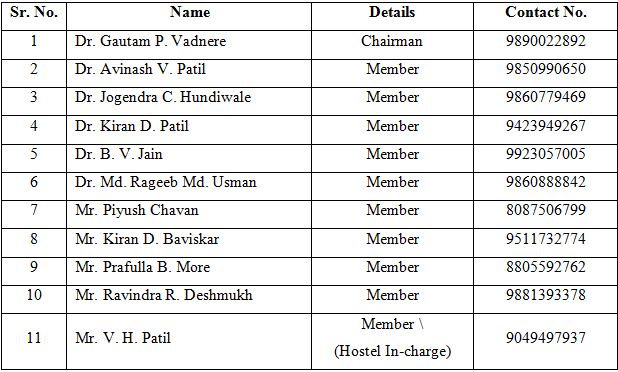 Sr. No. Name Details Contact No.
1 Dr. Gautam P. Vadnere Chairman 9890022892
2 Dr. Avinash V. Patil Member 9850990650
3 Dr. Jogendra C. Hundiwale Member 9860779469
4 Dr. Kiran D. Patil Member 9423949267
5 Dr. B. V. Jain Member 9923057005
6 Dr. Md. Rageeb Md. Usman Member 9860888842
7 Mr. Piyush Chavan Member 8087506799
8 Mr. Kiran D. Baviskar Member 9511732774
9 Mr. Prafulla B. More Member 8805592762
10 Mr. Ravindra R. Deshmukh Member 9881393378
11 Mr. V. H. Patil Member \ 9049497937
(Hostel In-charge)